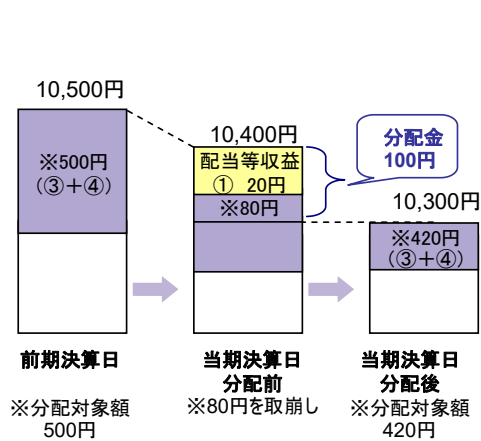 10,500円
※500円
(③+④)
10,400円
配当等収益
① 20円
※80円
分配金
100円
10,300円
※420円
(③+④)
前期決算日
※分配対象額
500円
当期決算日
分配前
※80円を取崩し
当期決算日
分配後
※分配対象額
420円